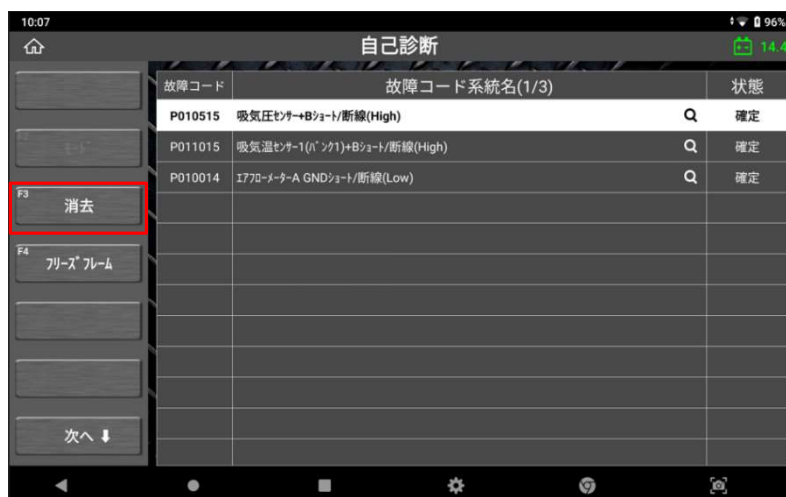 10:07
96%
自己診断
14.4
故障コード 故障コード系統名(1/3) 状態
P010515 吸気圧ｾﾝｻｰ+Bｼｮｰﾄ/断線(High) 確定
F2 ﾓｰﾄﾞ
P011015 吸気温ｾﾝｻｰ1(ﾊﾞﾝｸ1)+Bｼｮｰﾄ/断線(High) 確定
P010014 ｴｱﾌﾛｰﾒｰﾀｰA GNDｼｮｰﾄ/断線(Low) 確定
F3 消去
F4 ﾌﾘｰｽﾞﾌﾚｰﾑ
次へ